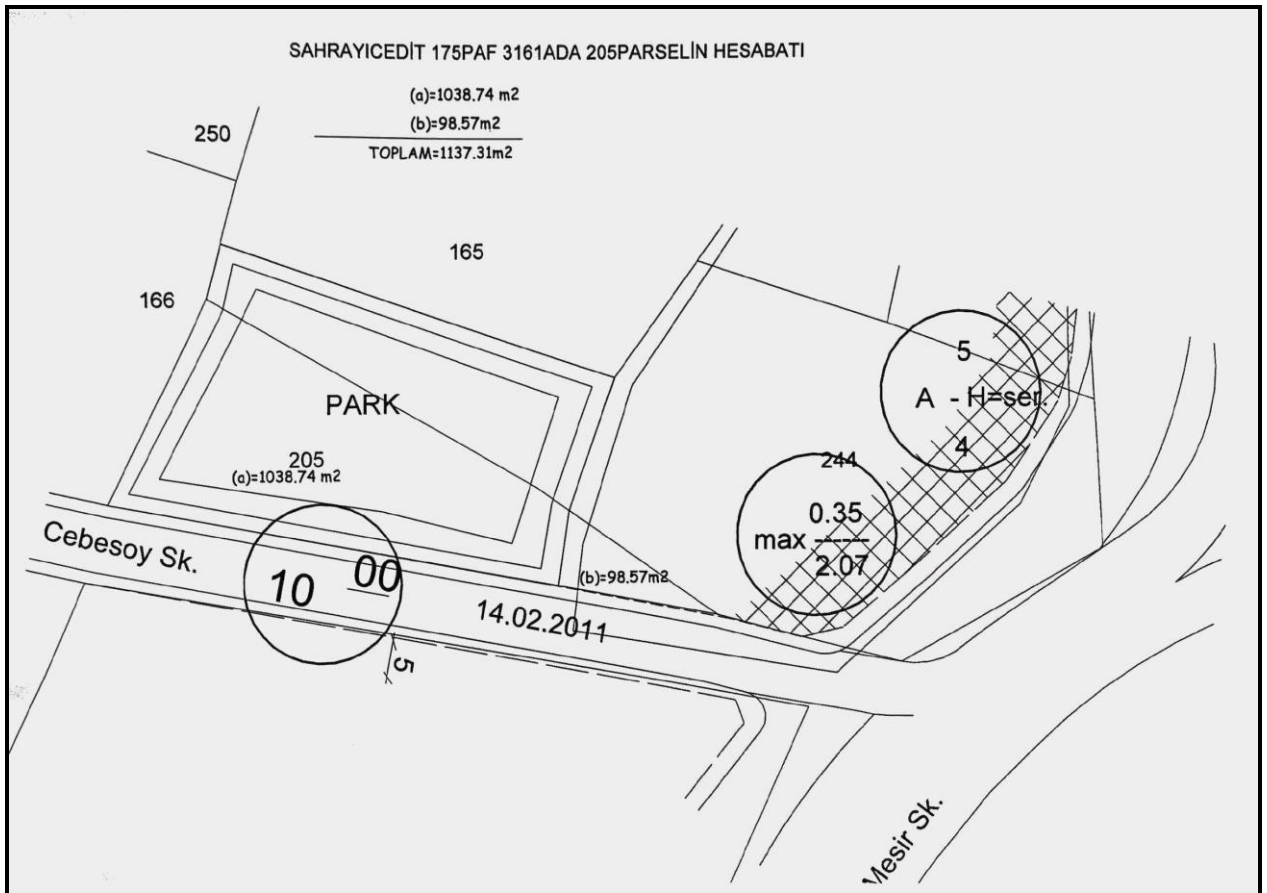 SAHRAYICEDİT 175PAF 3161ADA 205PARSELİN HESABATI
(a)=1038.74 m2
(b)=98.57m2
TOPLAM=1137.31m2
250
165
166
PARK
205
(a)=1038.74 m2
5
A - H=ser.
4
244
0.35
max ------
2.07
Cebesoy Sk.
10 00
(b)=98.57m2
14.02.2011
5
Mesir Sk.